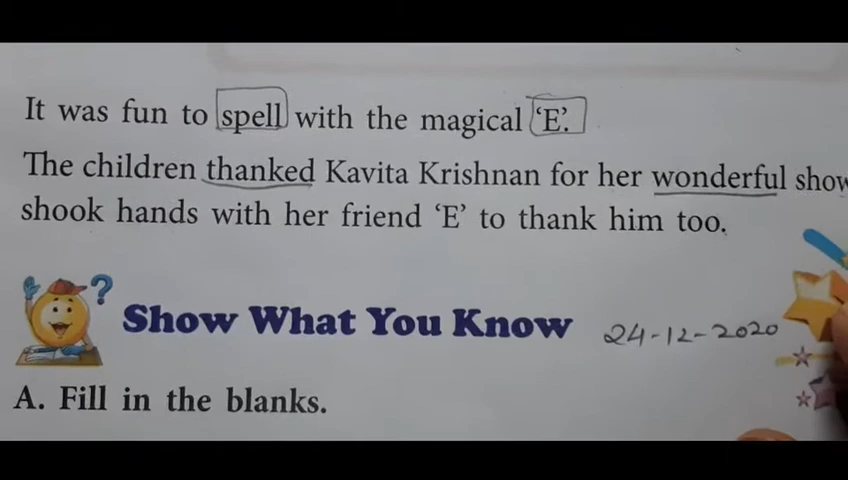 It was fun to spell with the magical 'E'.
The children thanked Kavita Krishnan for her wonderful show
shook hands with her friend 'E' to thank him too.
?
Show What You Know
24-12-2020
A. Fill in the blanks.